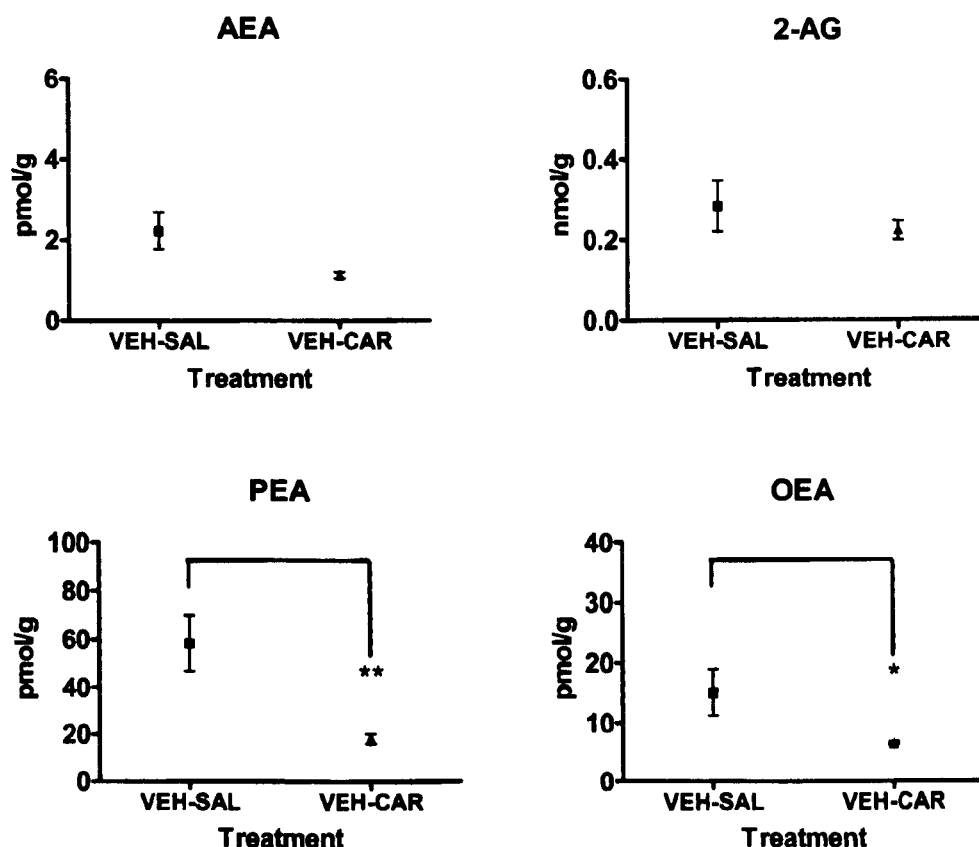 AEA
6
4
2
0
pmol/g
VEH-SAL VEH-CAR
Treatment
2-AG
0.6
0.4
0.2
0.0
nmol/g
VEH-SAL VEH-CAR
Treatment
PEA
100
80
60
40
20
0
pmol/g
**
VEH-SAL VEH-CAR
Treatment
OEA
40
30
20
10
0
pmol/g
*
VEH-SAL VEH-CAR
Treatment